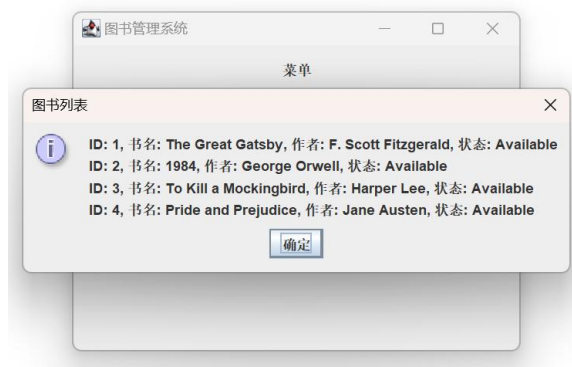 图书管理系统
菜单
图书列表
ID: 1, 书名: The Great Gatsby, 作者: F. Scott Fitzgerald, 状态: Available
ID: 2, 书名: 1984, 作者: George Orwell, 状态: Available
ID: 3, 书名: To Kill a Mockingbird, 作者: Harper Lee, 状态: Available
ID: 4, 书名: Pride and Prejudice, 作者: Jane Austen, 状态: Available
确定